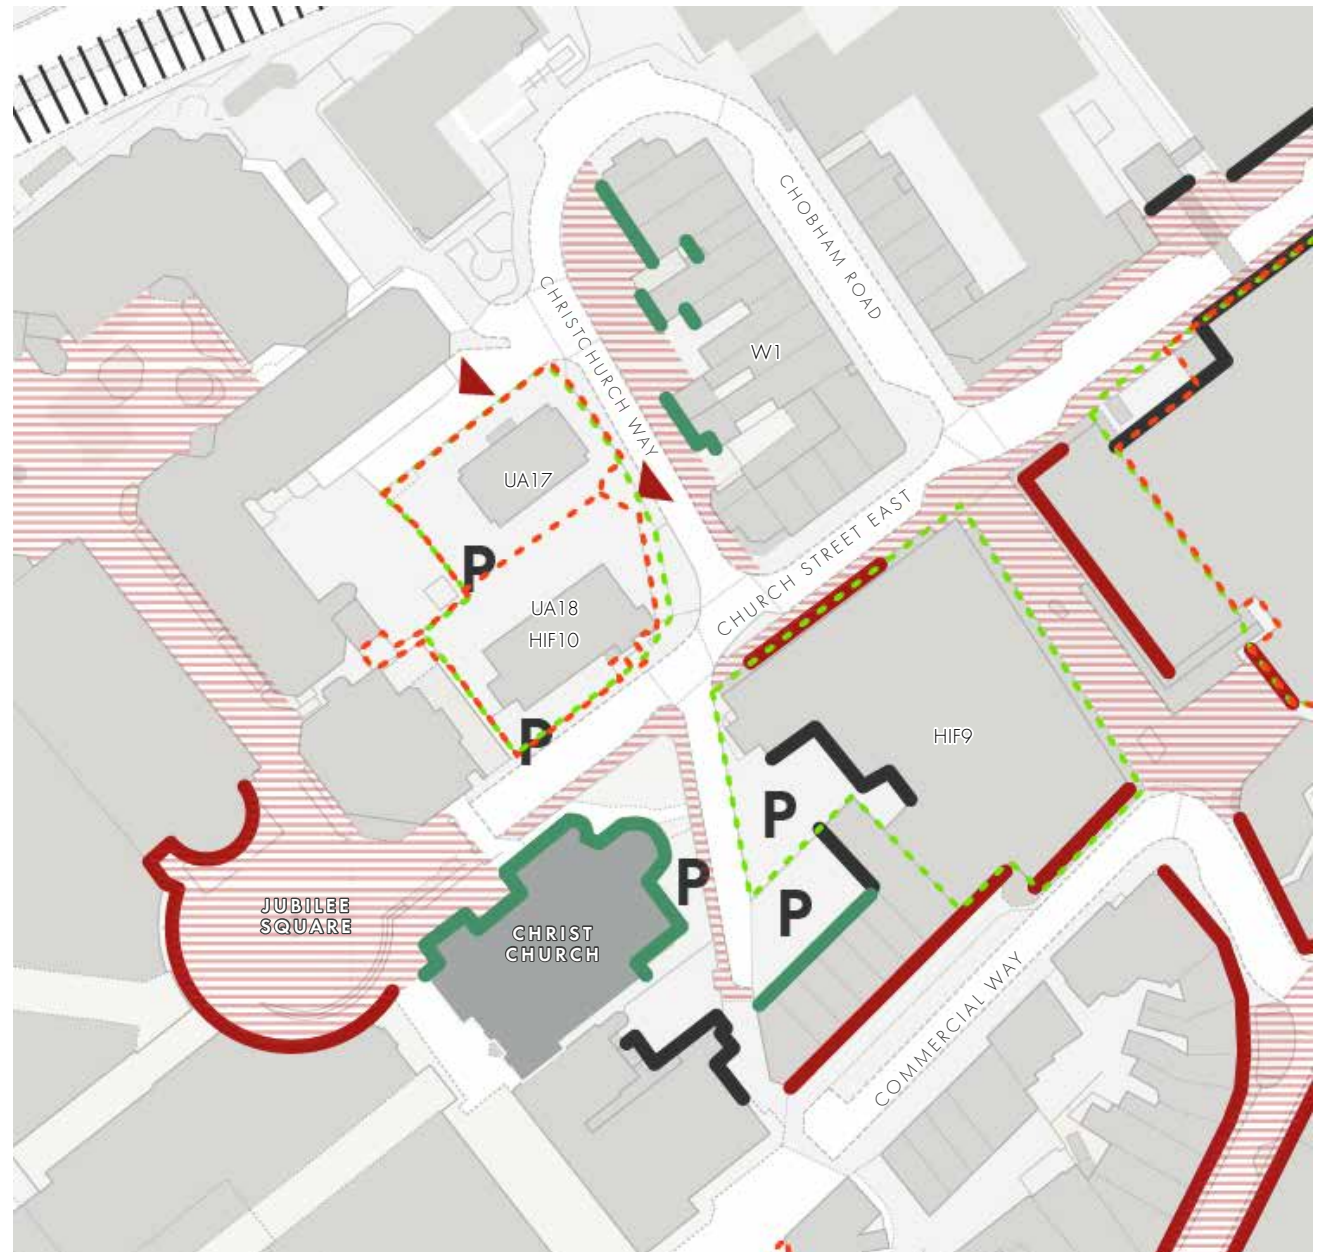 CHOBHAM ROAD
CHRISTCHURCH WAY
W1
UA17
CHURCH STREET EAST
P
UA18
HIF10
P
HIF9
P
P
P
JUBILEE
SQUARE
CHRIST
CHURCH
COMMERCIAL WAY